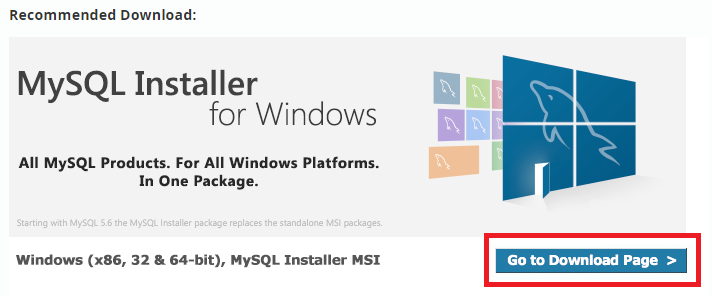 Recommended Download:
MySQL Installer
for Windows
All MySQL Products. For All Windows Platforms.
In One Package.
Starting with MySQL 5.6 the MySQL Installer package replaces the standalone MSI packages.
Windows (x86, 32 & 64-bit), MySQL Installer MSI
Go to Download Page >